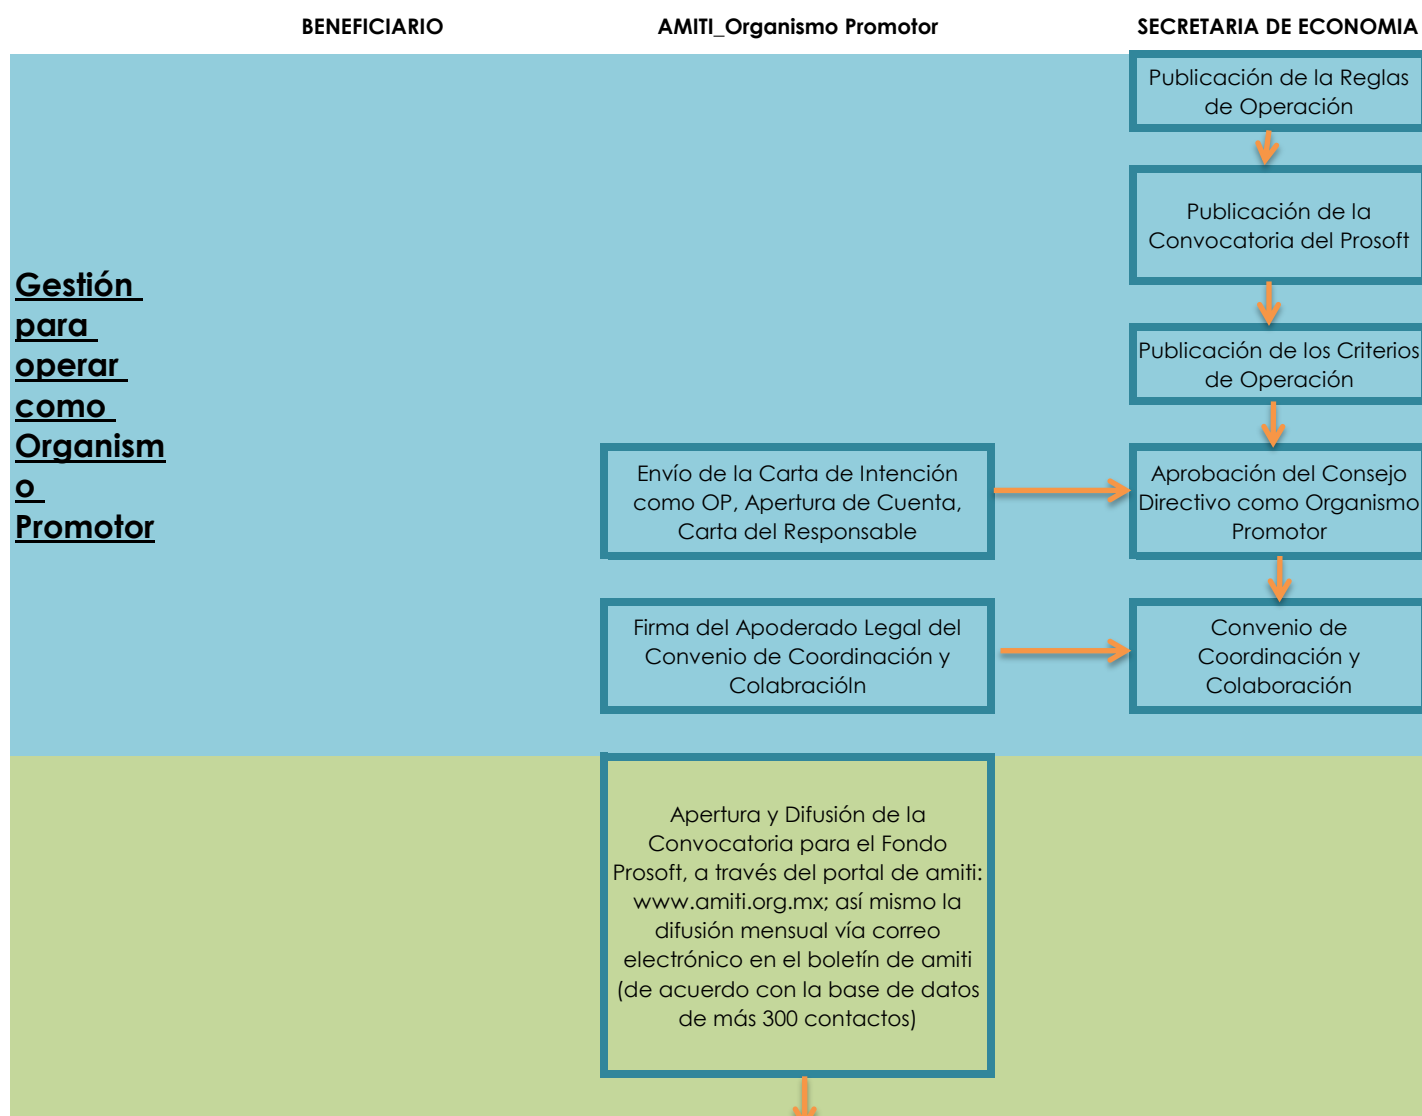 BENEFICIARIO
AMITI_Organismo Promotor
SECRETARIA DE ECONOMIA
Publicación de la Reglas
de Operación
Publicación de la
Convocatoria del Prosoft
Gestión
para
operar
como
Organism
o
Promotor
Publicación de los Criterios
de Operación
Envío de la Carta de Intención
como OP, Apertura de Cuenta,
Carta del Responsable
Aprobación del Consejo
Directivo como Organismo
Promotor
Firma del Apoderado Legal del
Convenio de Coordinación y
Colabracióln
Convenio de
Coordinación y
Colaboración
Apertura y Difusión de la
Convocatoria para el Fondo
Prosoft, a través del portal de amiti:
www.amiti.org.mx; así mismo la
difusión mensual vía correo
electrónico en el boletín de amiti
(de acuerdo con la base de datos
de más 300 contactos)